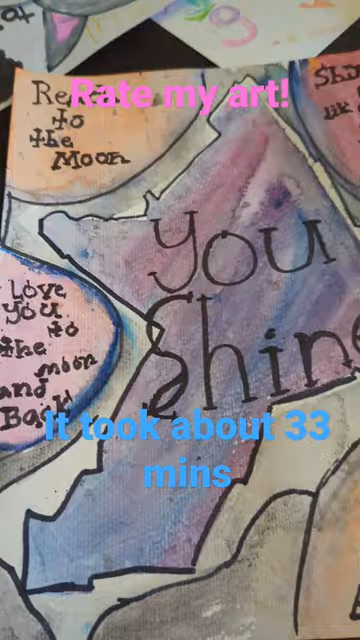 Rate my art!
to
the
Moon
You
Shine
Love
you
to
the
moon
and
Back
It took about 33
mins